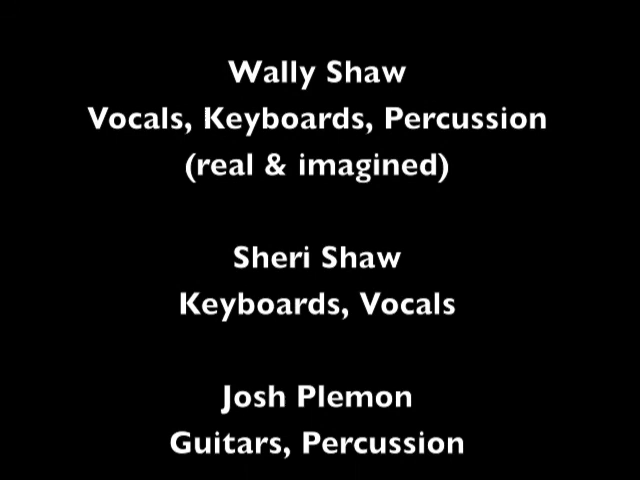 Wally Shaw
Vocals, Keyboards, Percussion
(real & imagined)
Sheri Shaw
Keyboards, Vocals
Josh Plemon
Guitars, Percussion